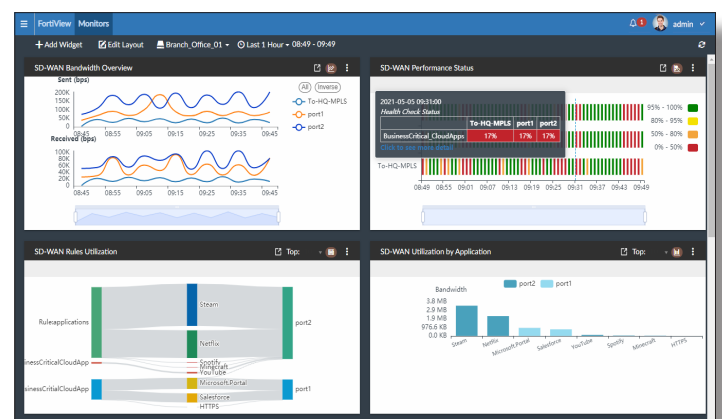 FortiView Monitors
1 admin
+ Add Widget Edit Layout Branch_Office_01 Last 1 Hour 08:49 - 09:49
SD-WAN Bandwidth Overview
Sent (bps)
200K
150K
100K
50K
0
08:45 08:55 09:05 09:15 09:25 09:35 09:45
All Inverse
To-HQ-MPLS
port1
port2
Received (bps)
100K
80K
60K
40K
20K
0
08:45 08:55 09:05 09:15 09:25 09:35 09:45
SD-WAN Performance Status
2021-05-05 09:31:00
Health Check Status
To-HQ-MPLS port1 port2
BusinessCritical_CloudApps 17% 17% 17%
Click to see more detail
95% - 100%
80% - 95%
50% - 80%
0% - 50%
To-HQ-MPLS
08:49 08:55 09:01 09:07 09:13 09:19 09:25 09:31 09:37 09:43 09:49
SD-WAN Rules Utilization Top:
Rulesapplications
inessCriticalCloudApp
sinessCritialCloudApp
Steam
Netflix
Spotify
Minecraft
YouTube
Microsoft.Portal
Salesforce
HTTPS
port2
port1
SD-WAN Utilization by Application Top:
Bandwidth
port2 port1
3.8 MB
2.9 MB
1.9 MB
976.6 KB
0.0 KB
Steam Netflix Microsoft.Portal Salesforce YouTube Spotify Minecraft HTTPS